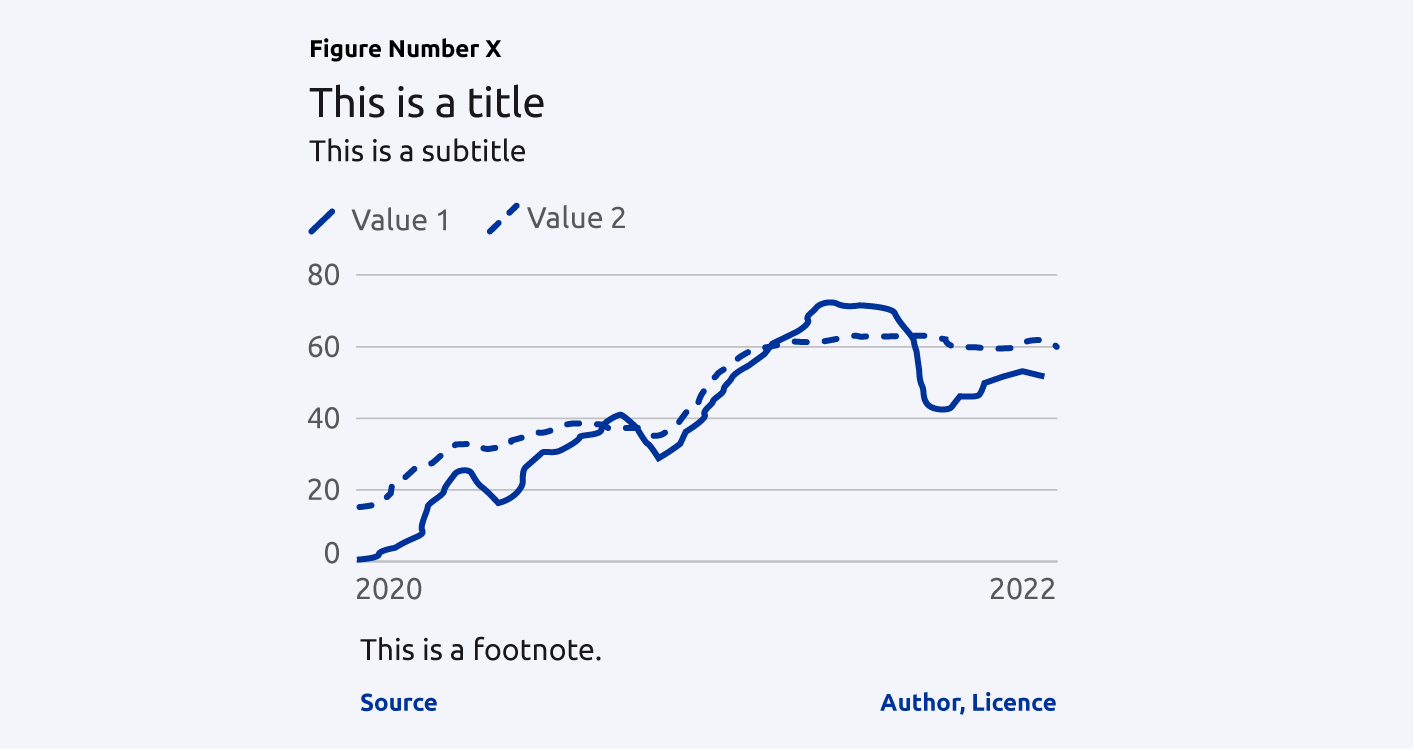 Figure Number X
This is a title
This is a subtitle
Value 1 Value 2
80
60
40
20
0
2020 2022
This is a footnote.
Source Author, Licence